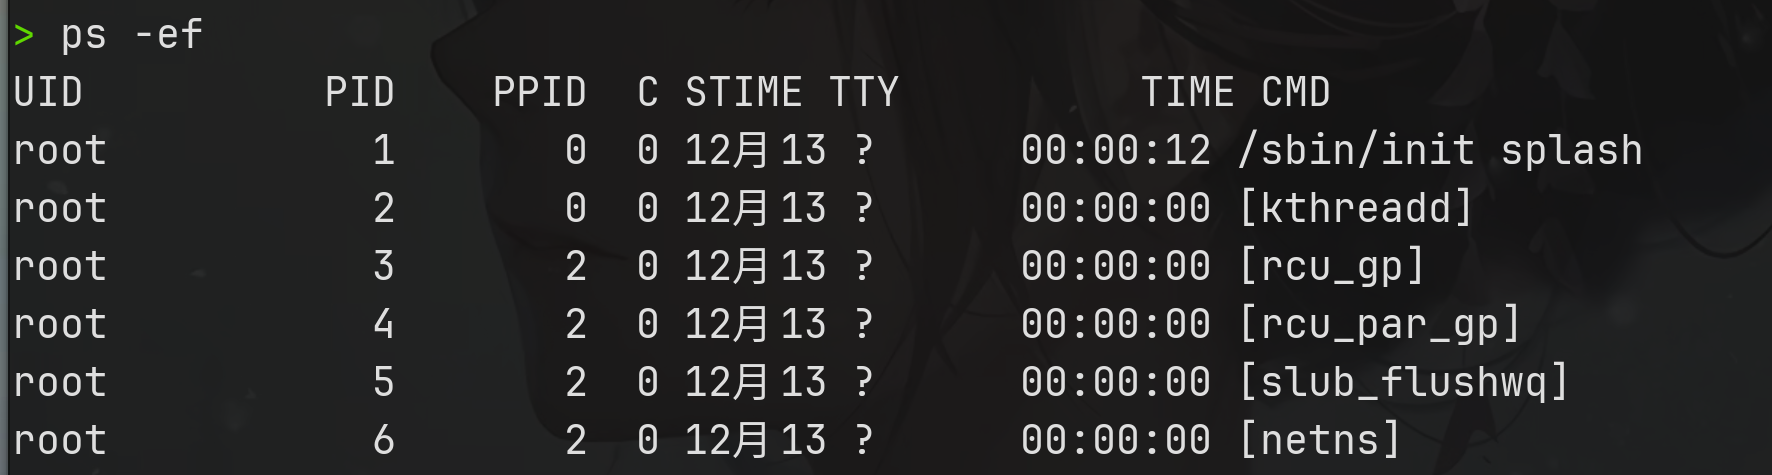 > ps -ef
UID PID PPID C STIME TTY TIME CMD
root 1 0 0 12月13 ? 00:00:12 /sbin/init splash
root 2 0 0 12月13 ? 00:00:00 [kthreadd]
root 3 2 0 12月13 ? 00:00:00 [rcu_gp]
root 4 2 0 12月13 ? 00:00:00 [rcu_par_gp]
root 5 2 0 12月13 ? 00:00:00 [slub_flushwq]
root 6 2 0 12月13 ? 00:00:00 [netns]